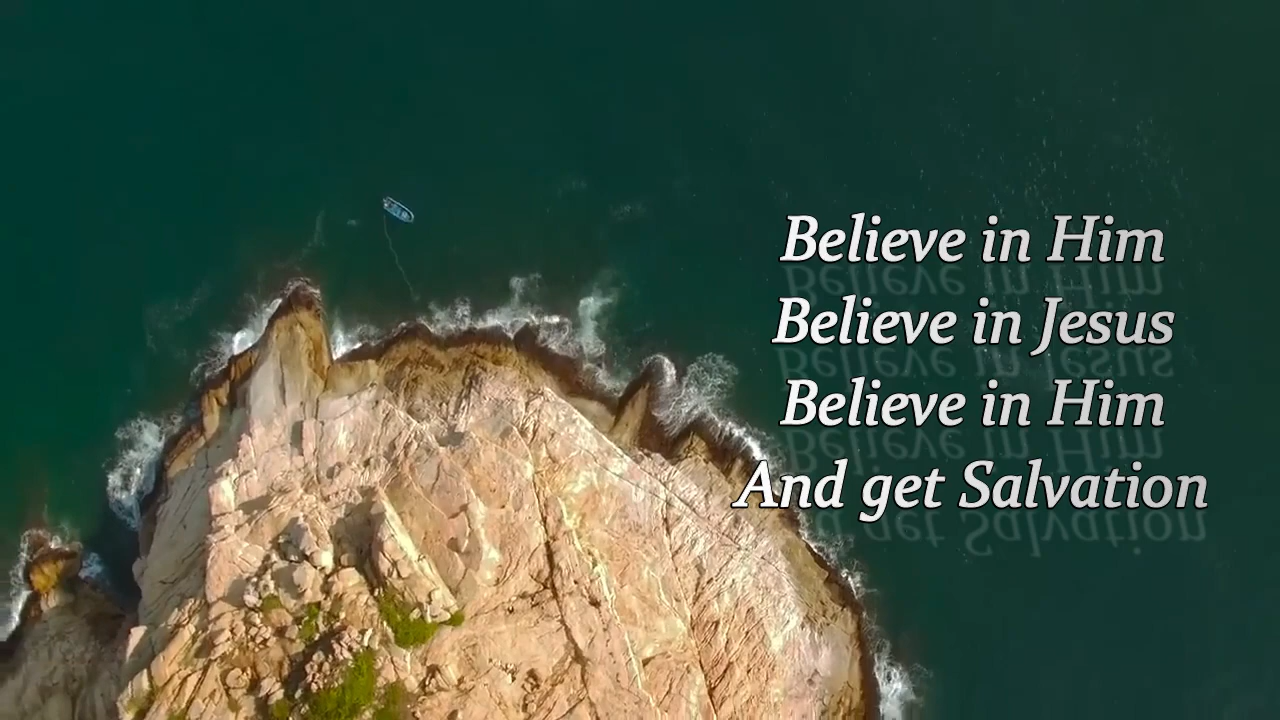 Believe in Him
Believe in Jesus
Believe in Him
And get Salvation